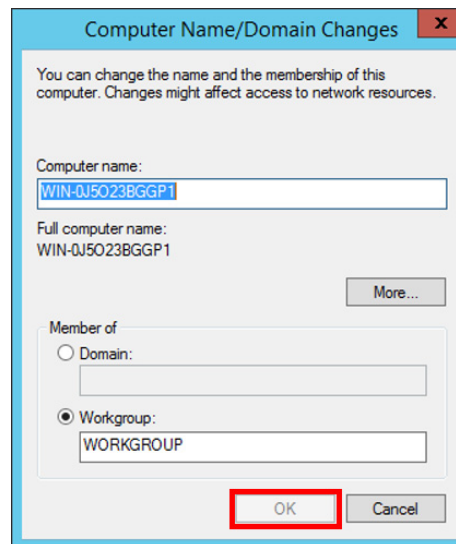 Computer Name/Domain Changes
x
You can change the name and the membership of this
computer. Changes might affect access to network resources.
Computer name:
WIN-0J5O23BGGP1
Full computer name:
WIN-0J5O23BGGP1
More...
Member of
Domain:
Workgroup:
WORKGROUP
OK
Cancel